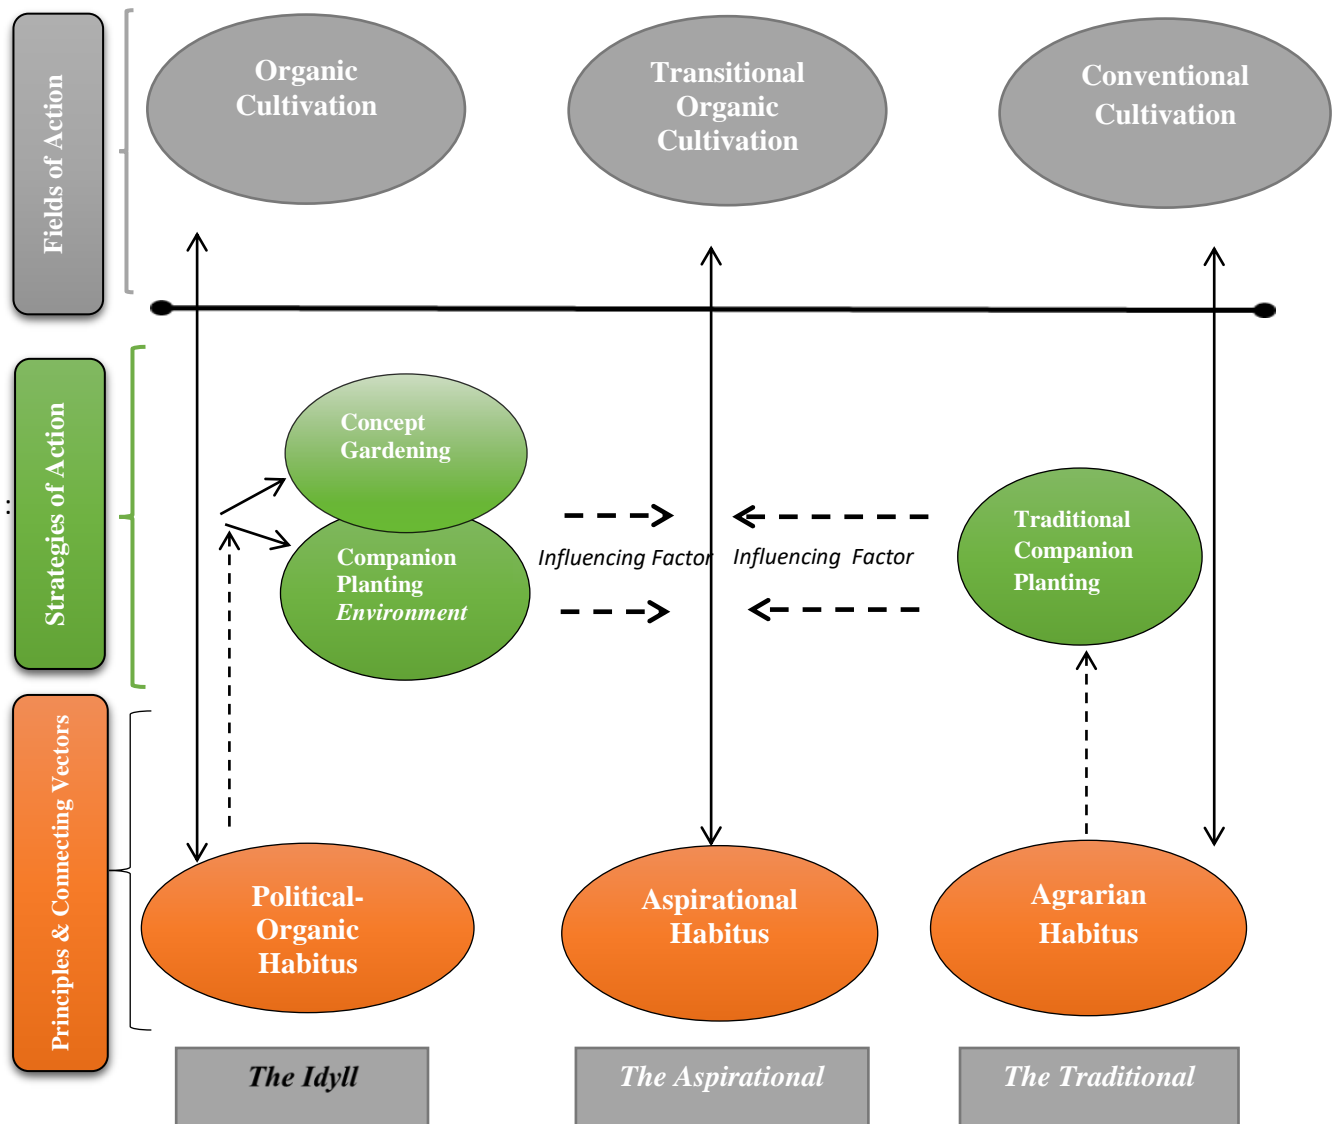 Fields of Action
Organic
Cultivation
Transitional
Organic
Cultivation
Conventional
Cultivation
Strategies of Action
:
Concept
Gardening
Companion
Planting
Environment
Influencing Factor
Influencing Factor
Traditional
Companion
Planting
Principles & Connecting Vectors
Political-
Organic
Habitus
Aspirational
Habitus
Agrarian
Habitus
The Idyll
The Aspirational
The Traditional